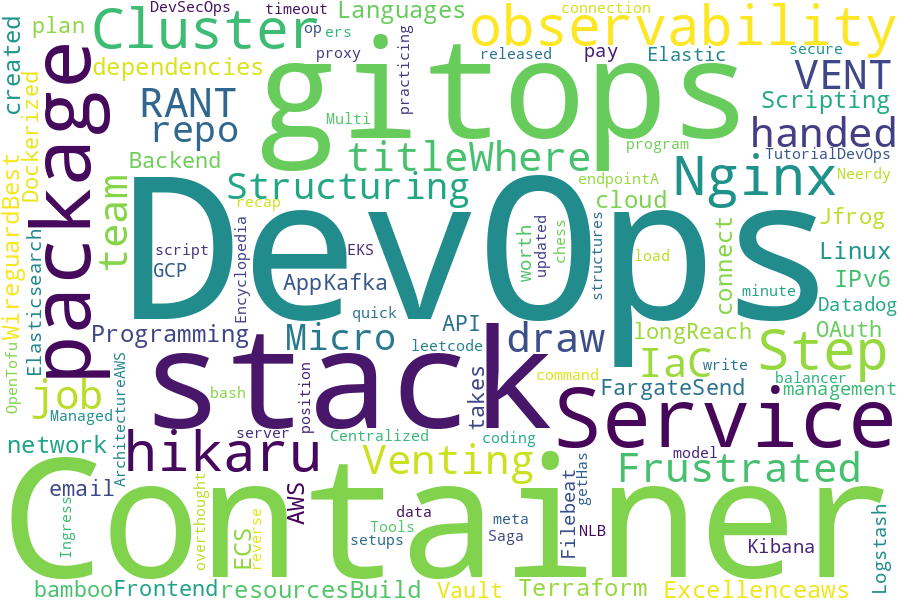 DevSecOps
timeout
Languages
connection
observability
created
plan
Cluster
op
ers
proxy
practicing
released
pay
Elastic
secure
dependencies
package
gitops
VENT
Dockerized
RANT
repo
Multi
Scripting
handed
program
TutorialDevOps
Backend
titleWhere
Nginx
Neerdy
WireguardBest
team
Structuring
endpointA
cloud
recap
DevOps
Jfrog
connect
Elasticsearch
script
GCP
Encyclopedia
EKS
worth
updated
chess
structures
load
Linux
IPv6
AppKafka
minute
Datadog
quick
API
Programming
Micro
leetcode
draw
longReach
OAuth
Step
OpenTofu
ArchitectureAWS
stack
IaC
write
command
balancer
job
bash
position
takes
FargateSend
management
Managed
Service
network
hikaru
server
Centralized
coding
model
Venting
Frustrated
email
Container
Ingress
overthought
AWS
ECS
reverse
data
Tools
setups
meta
Saga
Filebeat
getHas
NLB
Kibana
Logstash
bamboo
Frontend
resourcesBuild
Vault
Terraform
Excellenceaws